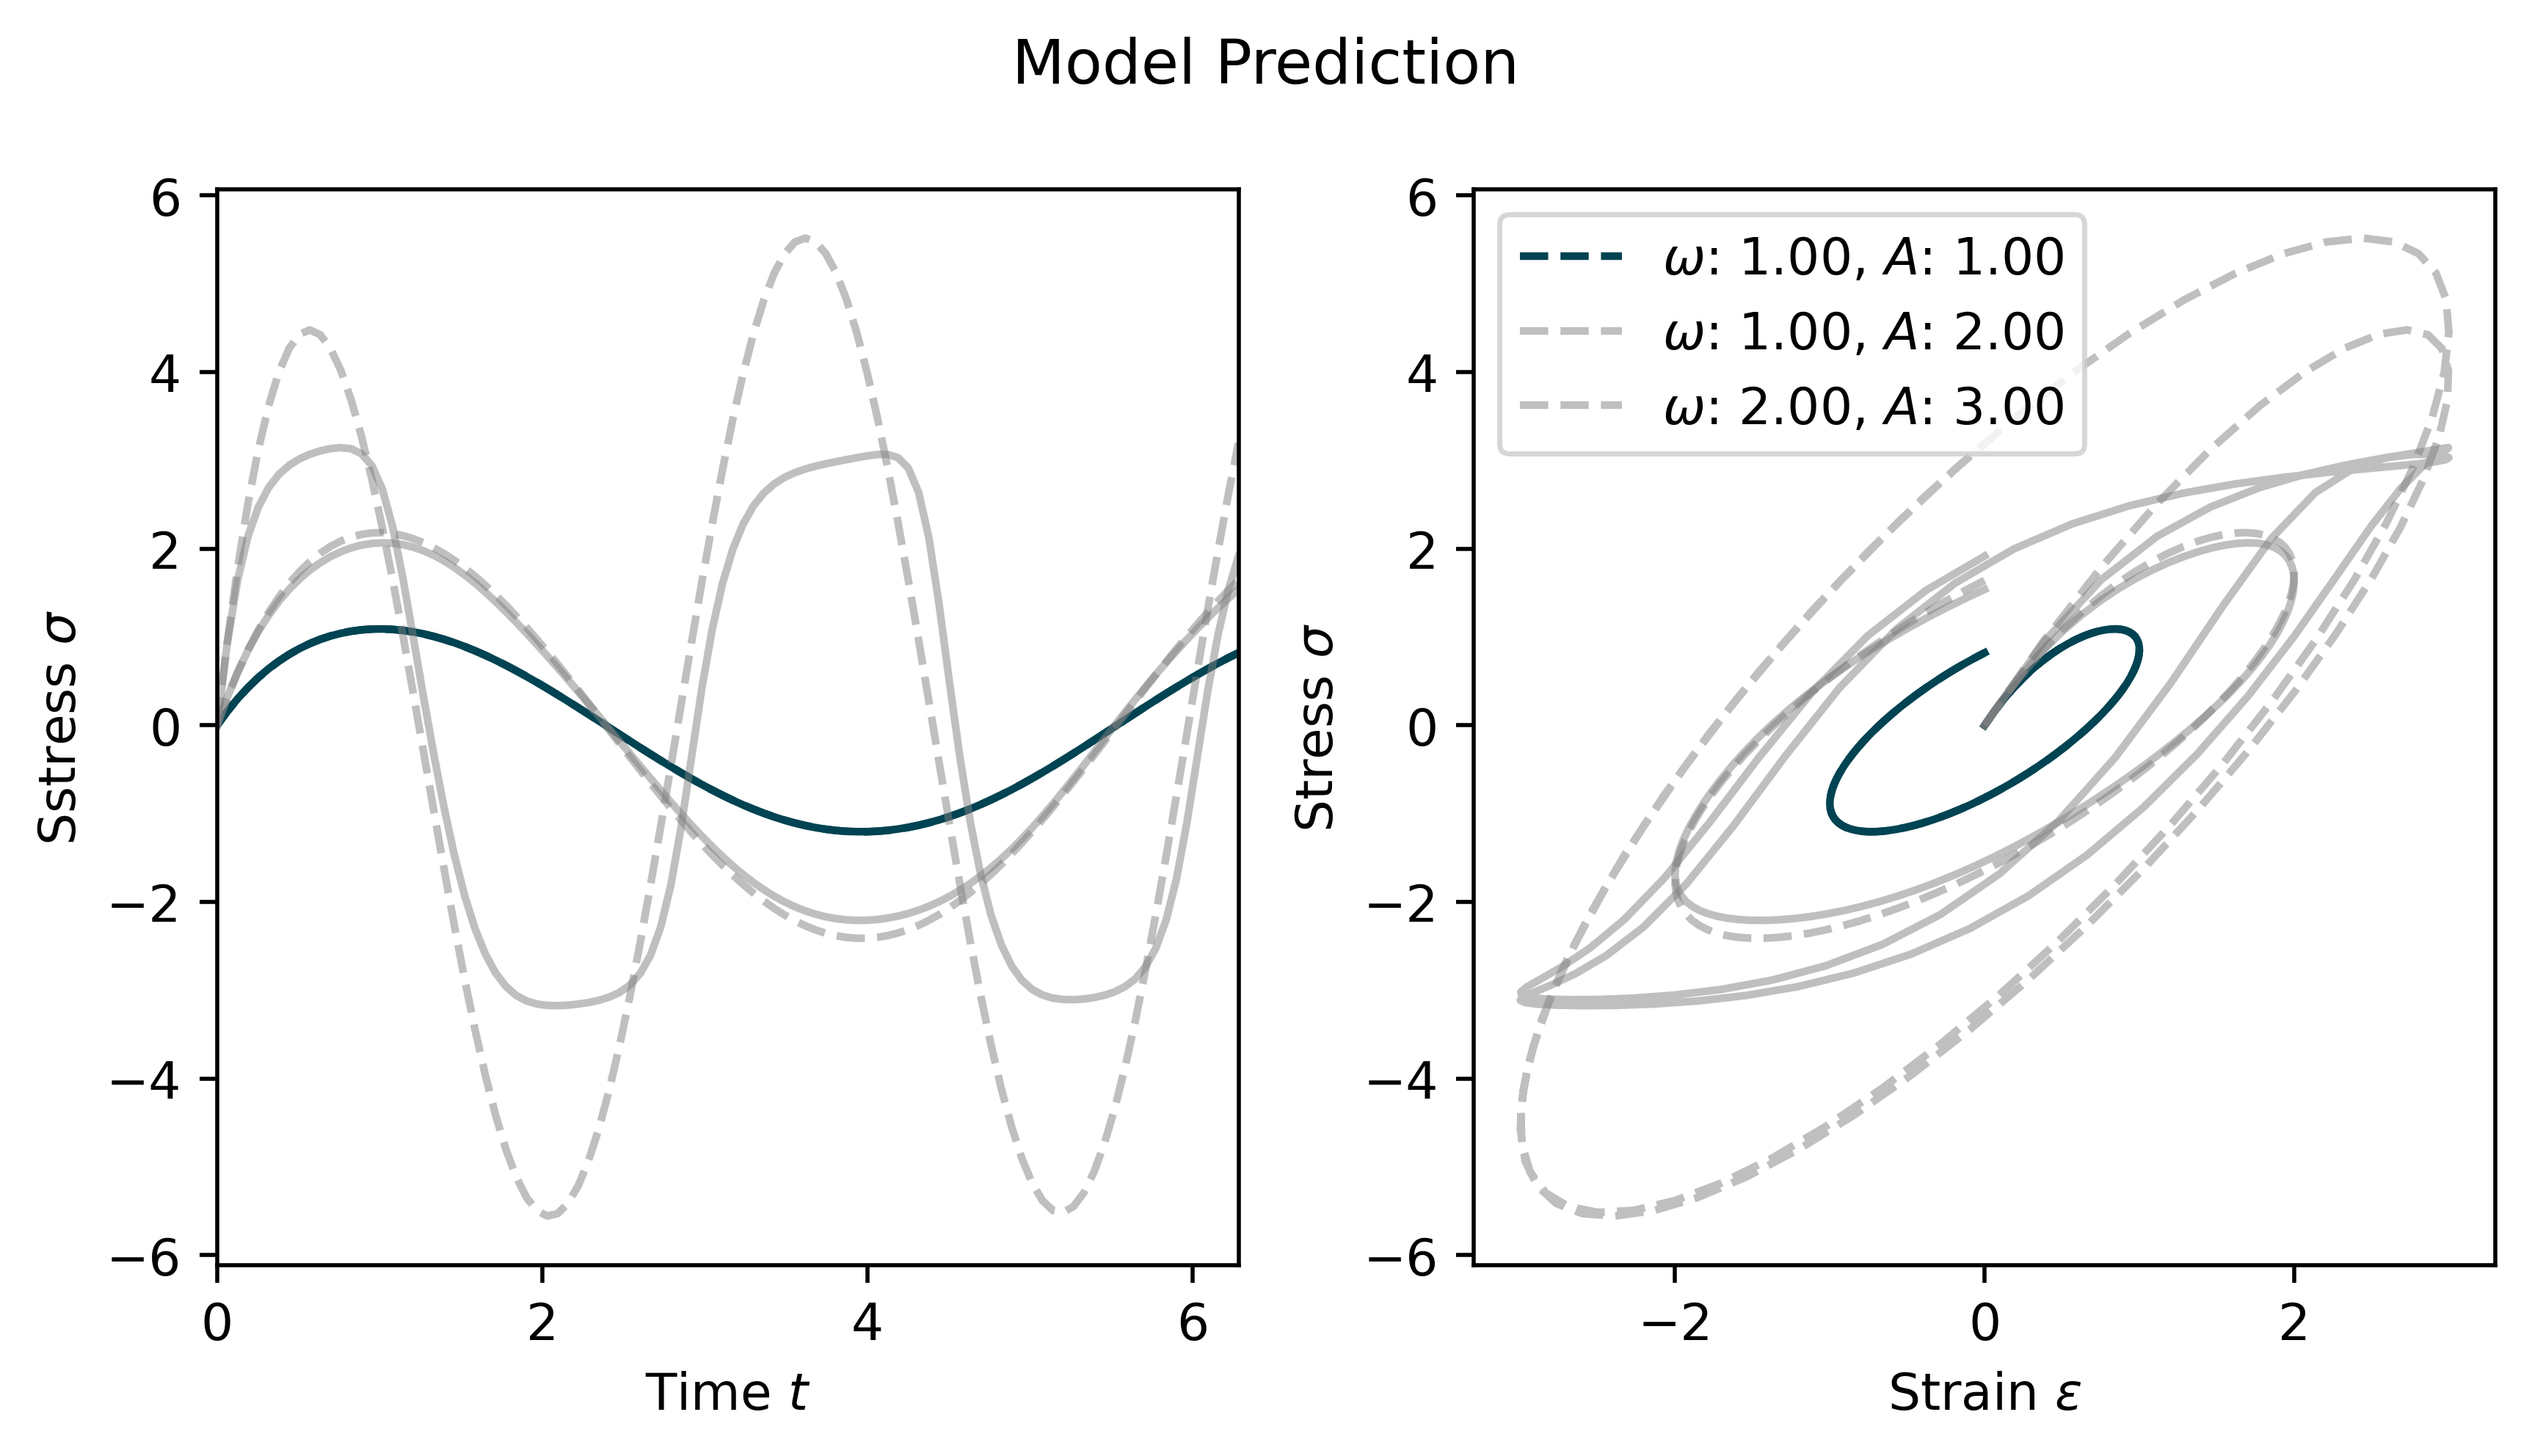 Model Prediction
6
4
2
0
−2
−4
−6
0
2
4
6
Sstress σ
Time t
6
4
2
0
−2
−4
−6
−2
0
2
Stress σ
Strain ε
ω: 1.00, A: 1.00
ω: 1.00, A: 2.00
ω: 2.00, A: 3.00